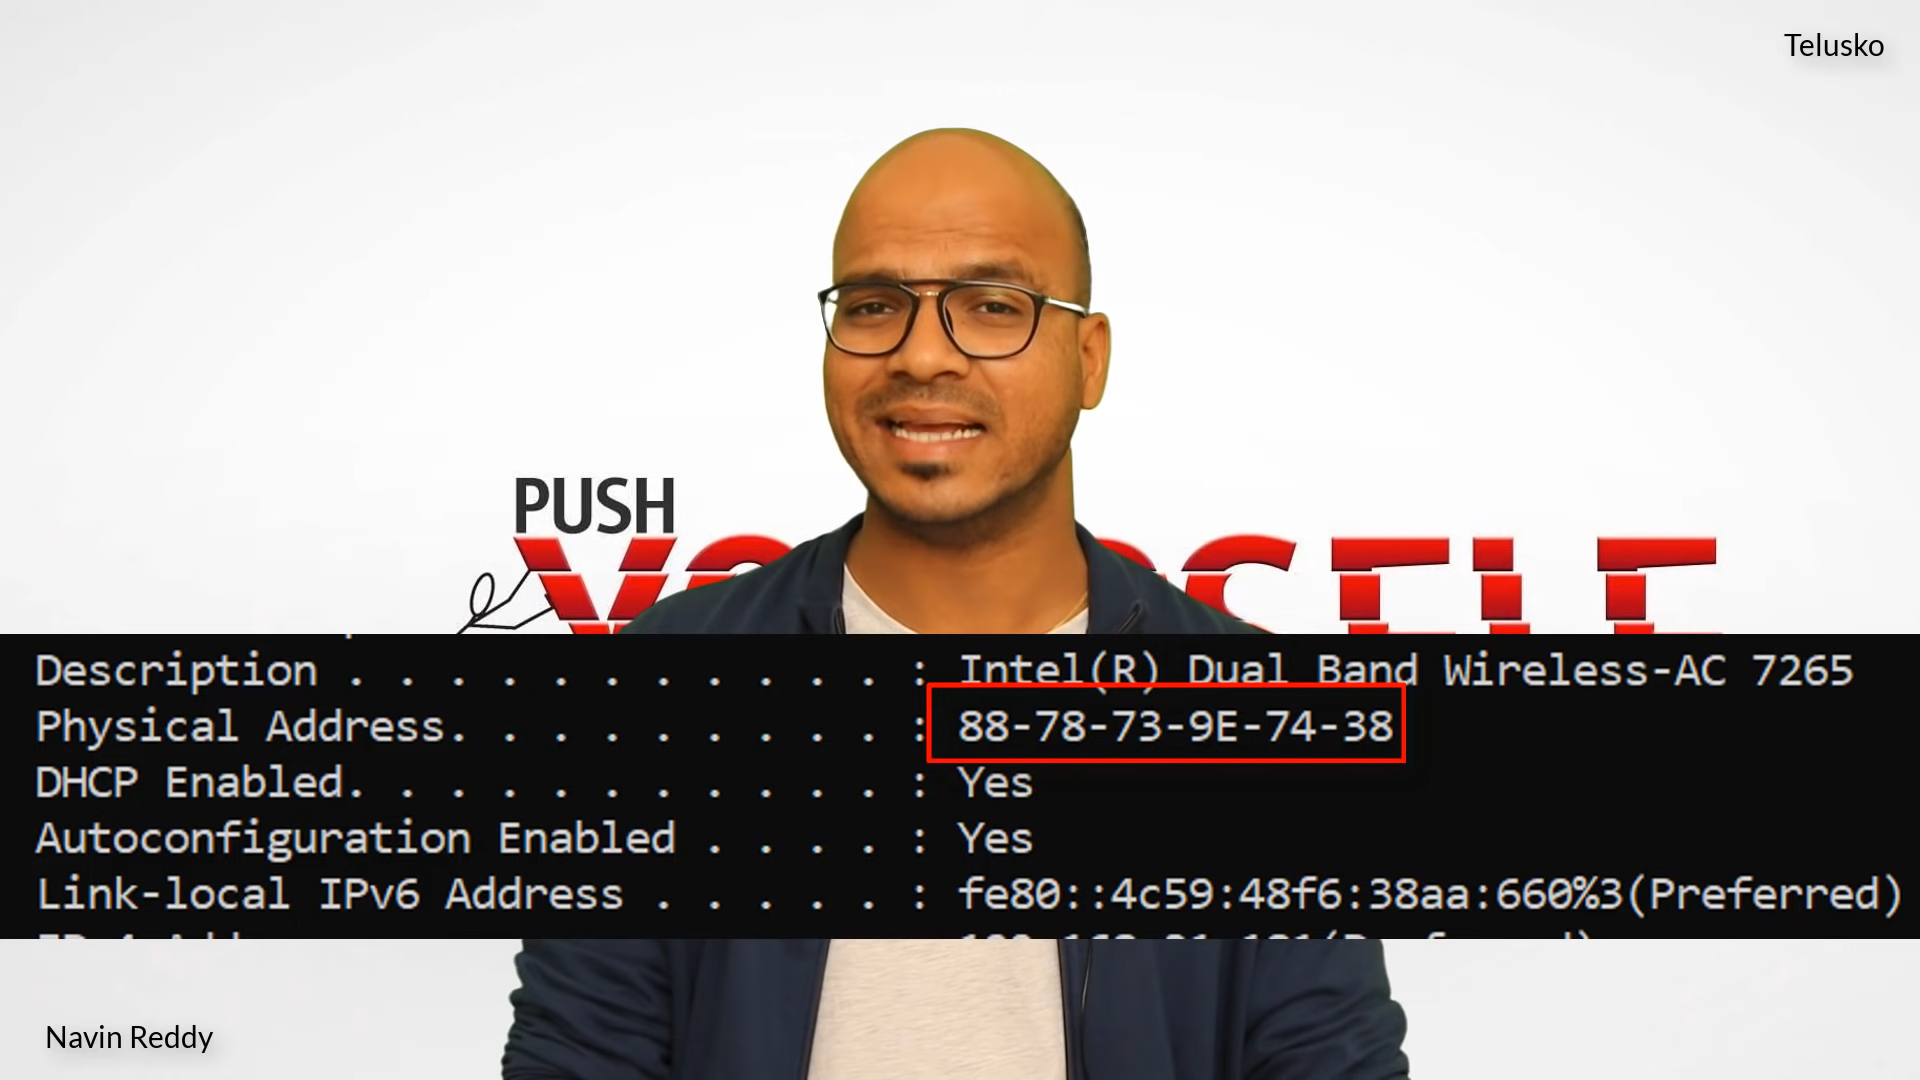 Telusko
PUSH
Description . . . . . . . . . . . : Intel(R) Dual Band Wireless-AC 7265
Physical Address. . . . . . . . . : 88-78-73-9E-74-38
DHCP Enabled. . . . . . . . . . . : Yes
Autoconfiguration Enabled . . . . : Yes
Link-local IPv6 Address . . . . . : fe80::4c59:48f6:38aa:660%3(Preferred)
Navin Reddy